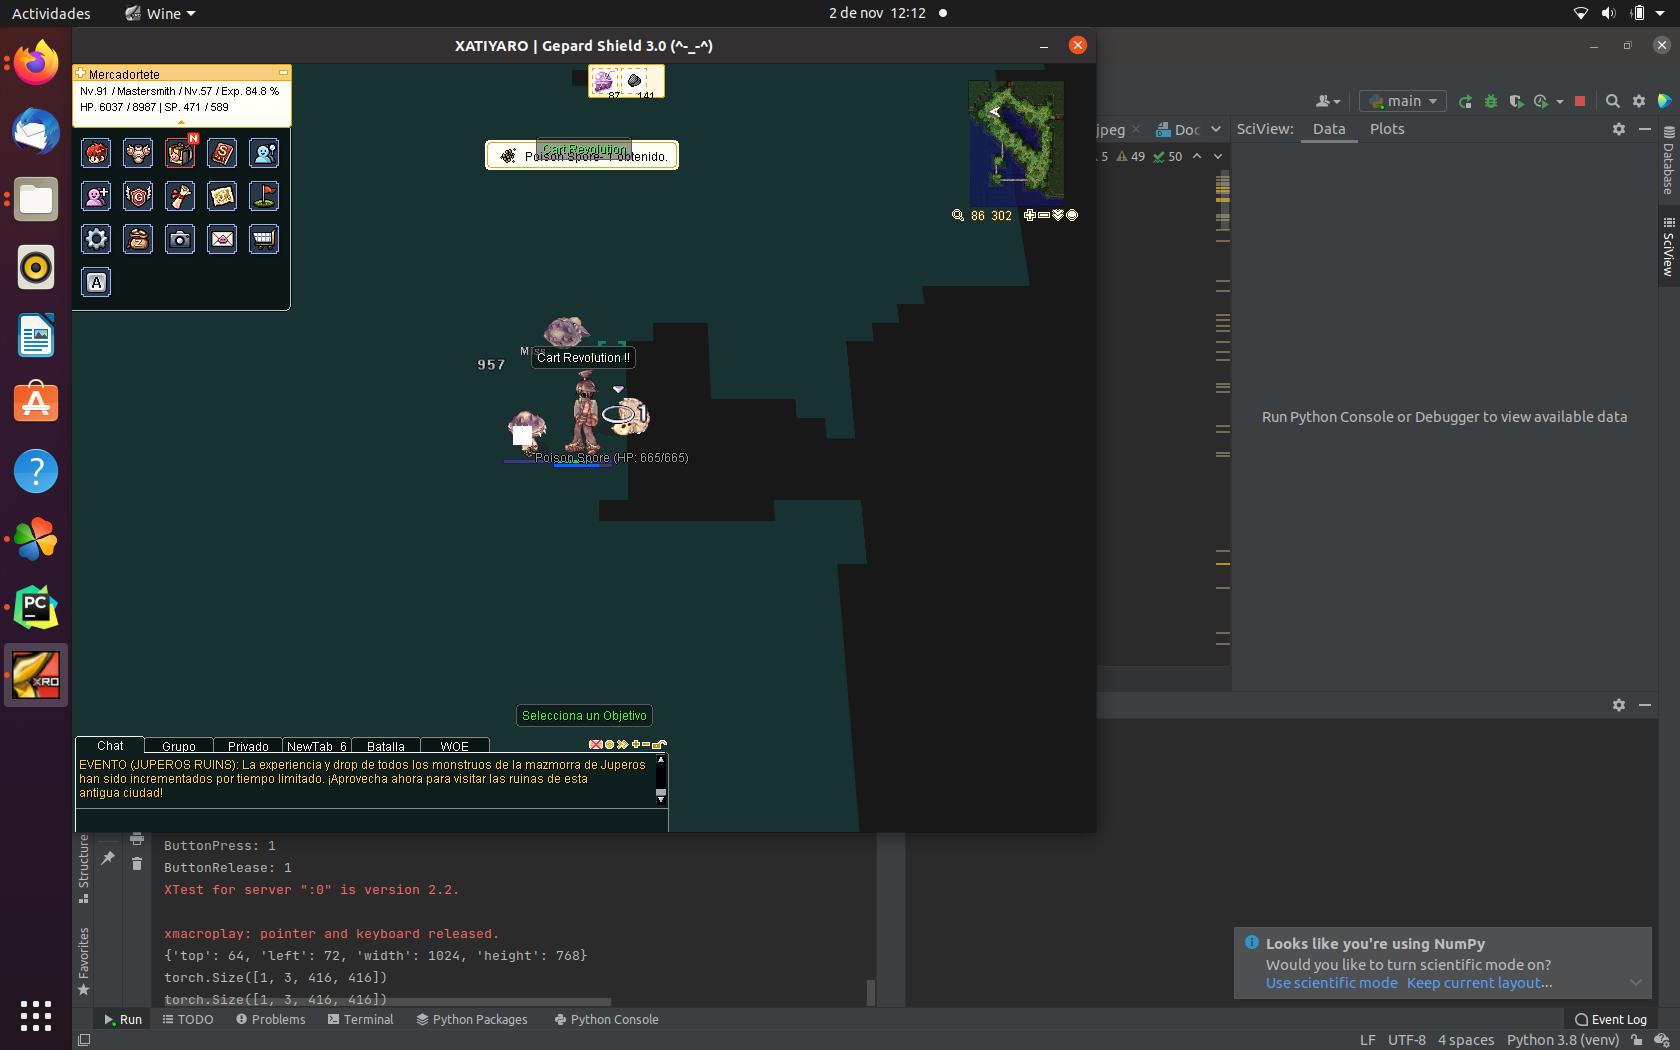 Actividades
Wine
2 de nov 12:12
XATIYARO | Gepard Shield 3.0 (^-_-^)
Mercadortete
Nv.91 / Mastersmith / Nv.57 / Exp. 84.8 %
HP. 6037 / 8987 | SP. 471 / 589
N
A
87 141
Cart Revolution
Poison Spore- 1 obtenido.
86 302
957
Miss
Cart Revolution !!
1
Poison Spore (HP: 665/665)
Selecciona un Objetivo
Chat
Grupo
Privado
NewTab_6
Batalla
WOE
EVENTO (JUPEROS RUINS): La experiencia y drop de todos los monstruos de la mazmorra de Juperos
han sido incrementados por tiempo limitado. ¡Aprovecha ahora para visitar las ruinas de esta
antigua ciudad!
main
jpeg
Doc
SciView:
Data
Plots
5 49 50
Database
SciView
Run Python Console or Debugger to view available data
PC
XRO
Structure
Favorites
ButtonPress: 1
ButtonRelease: 1
XTest for server ":0" is version 2.2.
xmacroplay: pointer and keyboard released.
{'top': 64, 'left': 72, 'width': 1024, 'height': 768}
torch.Size([1, 3, 416, 416])
torch.Size([1, 3, 416, 416])
Looks like you're using NumPy
Would you like to turn scientific mode on?
Use scientific mode Keep current layout...
Run
TODO
Problems
Terminal
Python Packages
Python Console
Event Log
LF UTF-8 4 spaces Python 3.8 (venv)